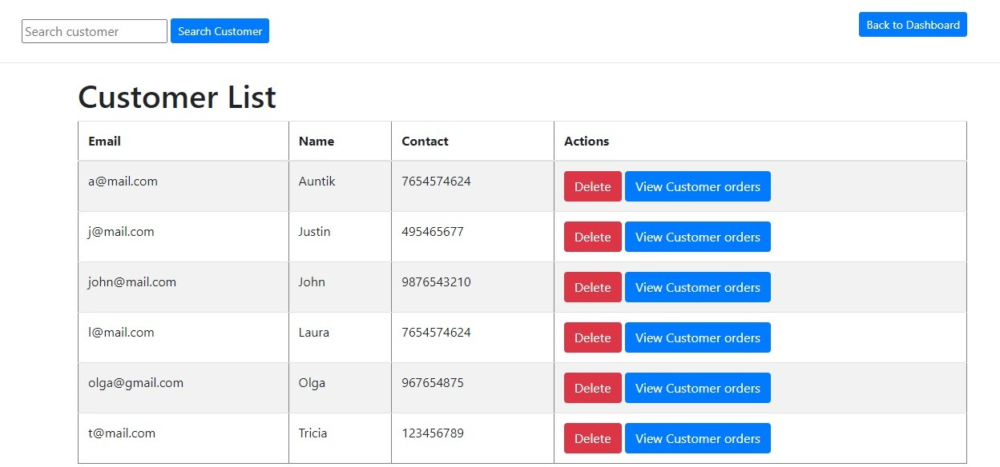 Search customer Search Customer Back to Dashboard
Customer List
Email Name Contact Actions
a@mail.com Auntik 7654574624 Delete View Customer orders
j@mail.com Justin 495465677 Delete View Customer orders
john@mail.com John 9876543210 Delete View Customer orders
l@mail.com Laura 7654574624 Delete View Customer orders
olga@gmail.com Olga 967654875 Delete View Customer orders
t@mail.com Tricia 123456789 Delete View Customer orders